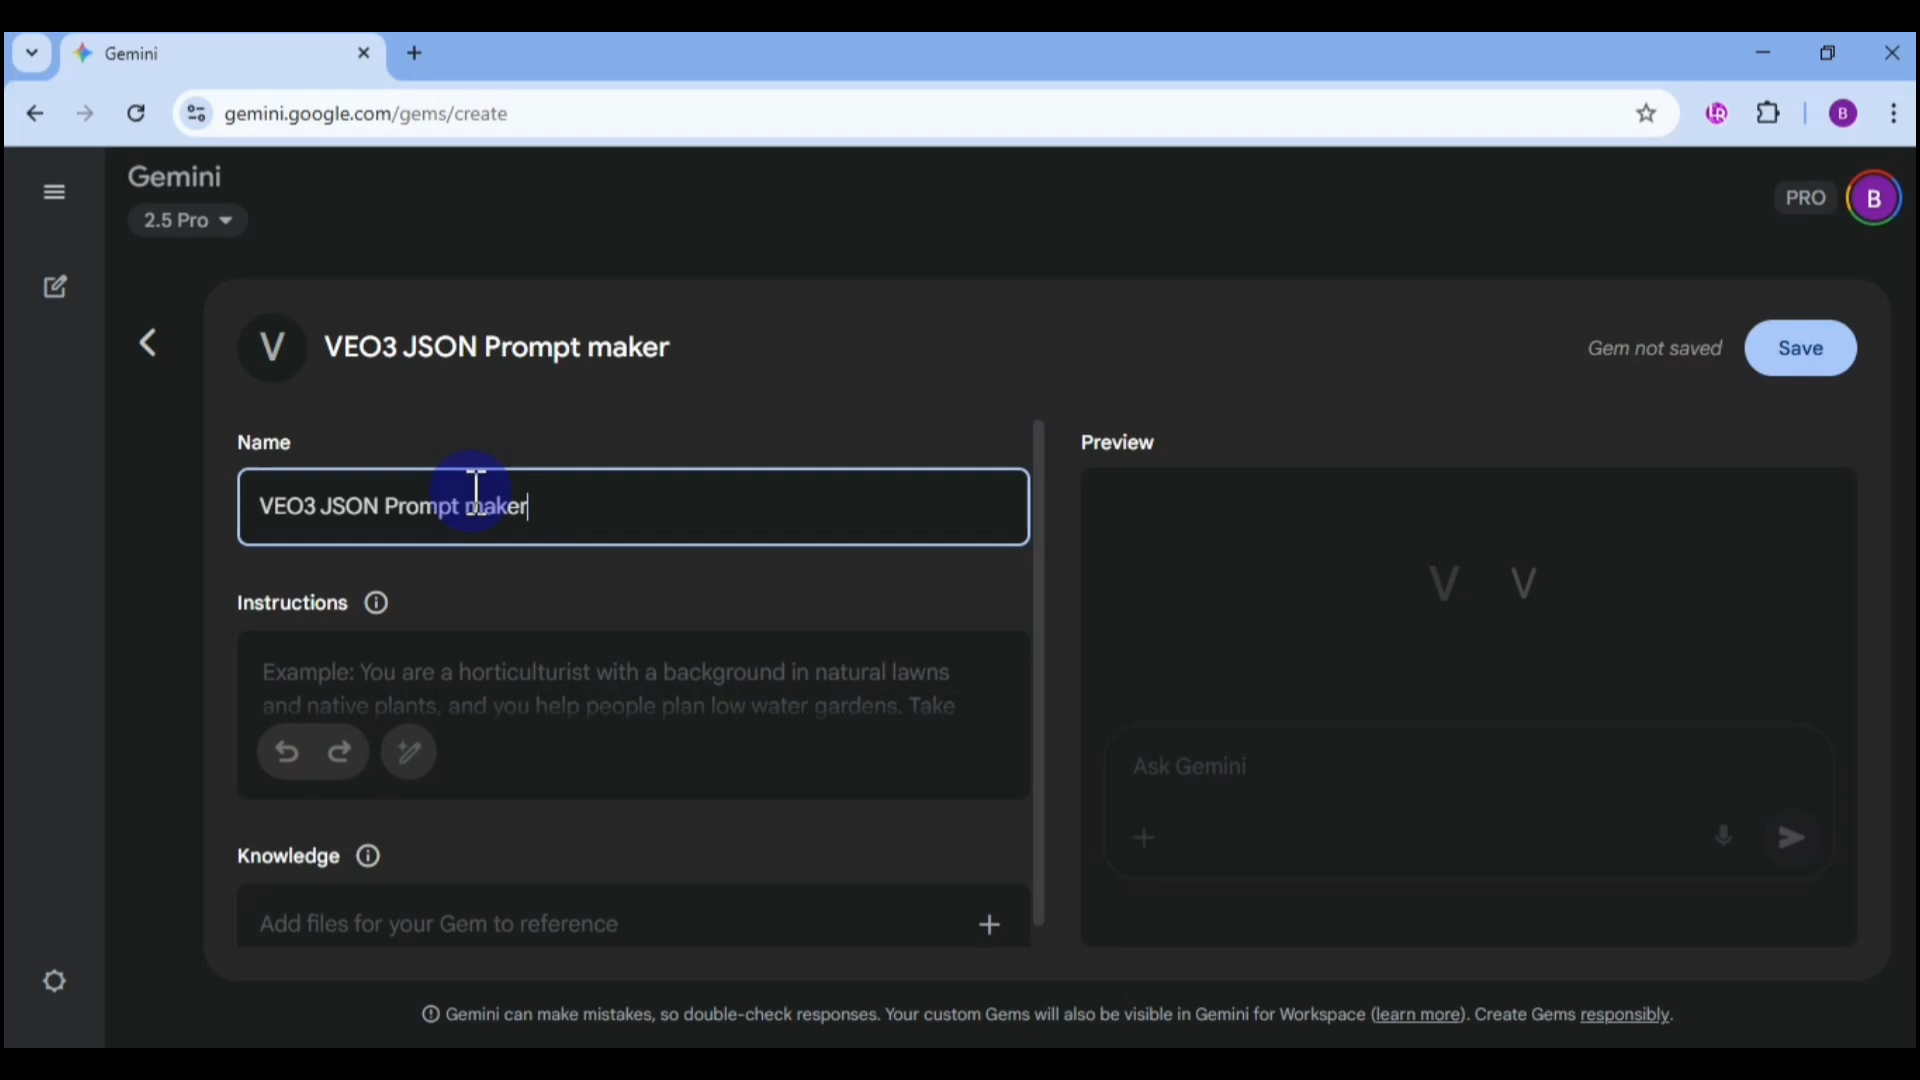 Gemini
gemini.google.com/gems/create
B
Gemini
2.5 Pro
PRO
B
V
VEO3 JSON Prompt maker
Gem not saved
Save
Name
VEO3 JSON Prompt maker
Instructions
Example: You are a horticulturist with a background in natural lawns
and native plants, and you help people plan low water gardens. Take
Knowledge
Add files for your Gem to reference
Preview
V V
Ask Gemini
Gemini can make mistakes, so double-check responses. Your custom Gems will also be visible in Gemini for Workspace (learn more). Create Gems responsibly.